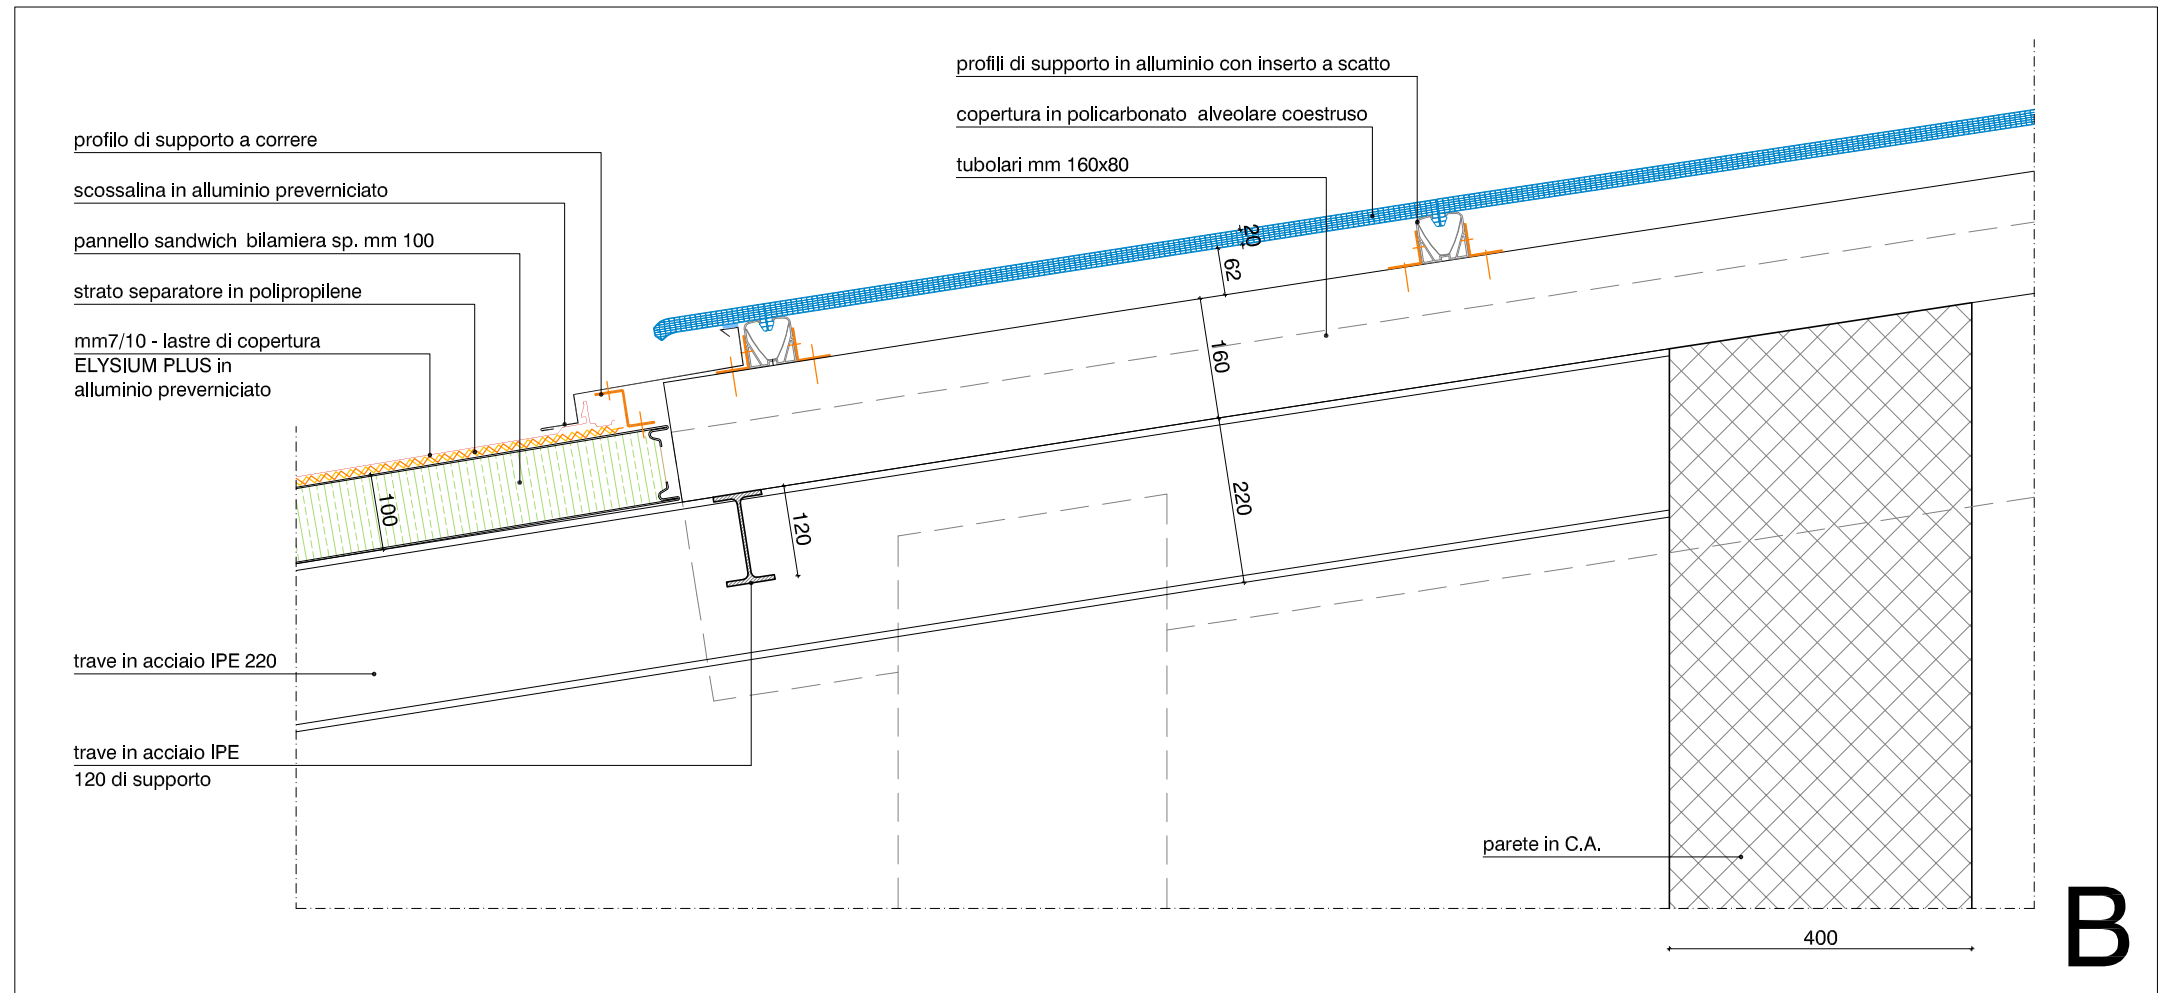 profili di supporto in alluminio con inserto a scatto
copertura in policarbonato alveolare coestruso
tubolari mm 160x80
profilo di supporto a correre
scossalina in alluminio preverniciato
pannello sandwich bilamiera sp. mm 100
strato separatore in polipropilene
mm7/10 - lastre di copertura
ELYSIUM PLUS in
alluminio preverniciato
20
62
160
100
120
220
trave in acciaio IPE 220
trave in acciaio IPE
120 di supporto
parete in C.A.
400
B